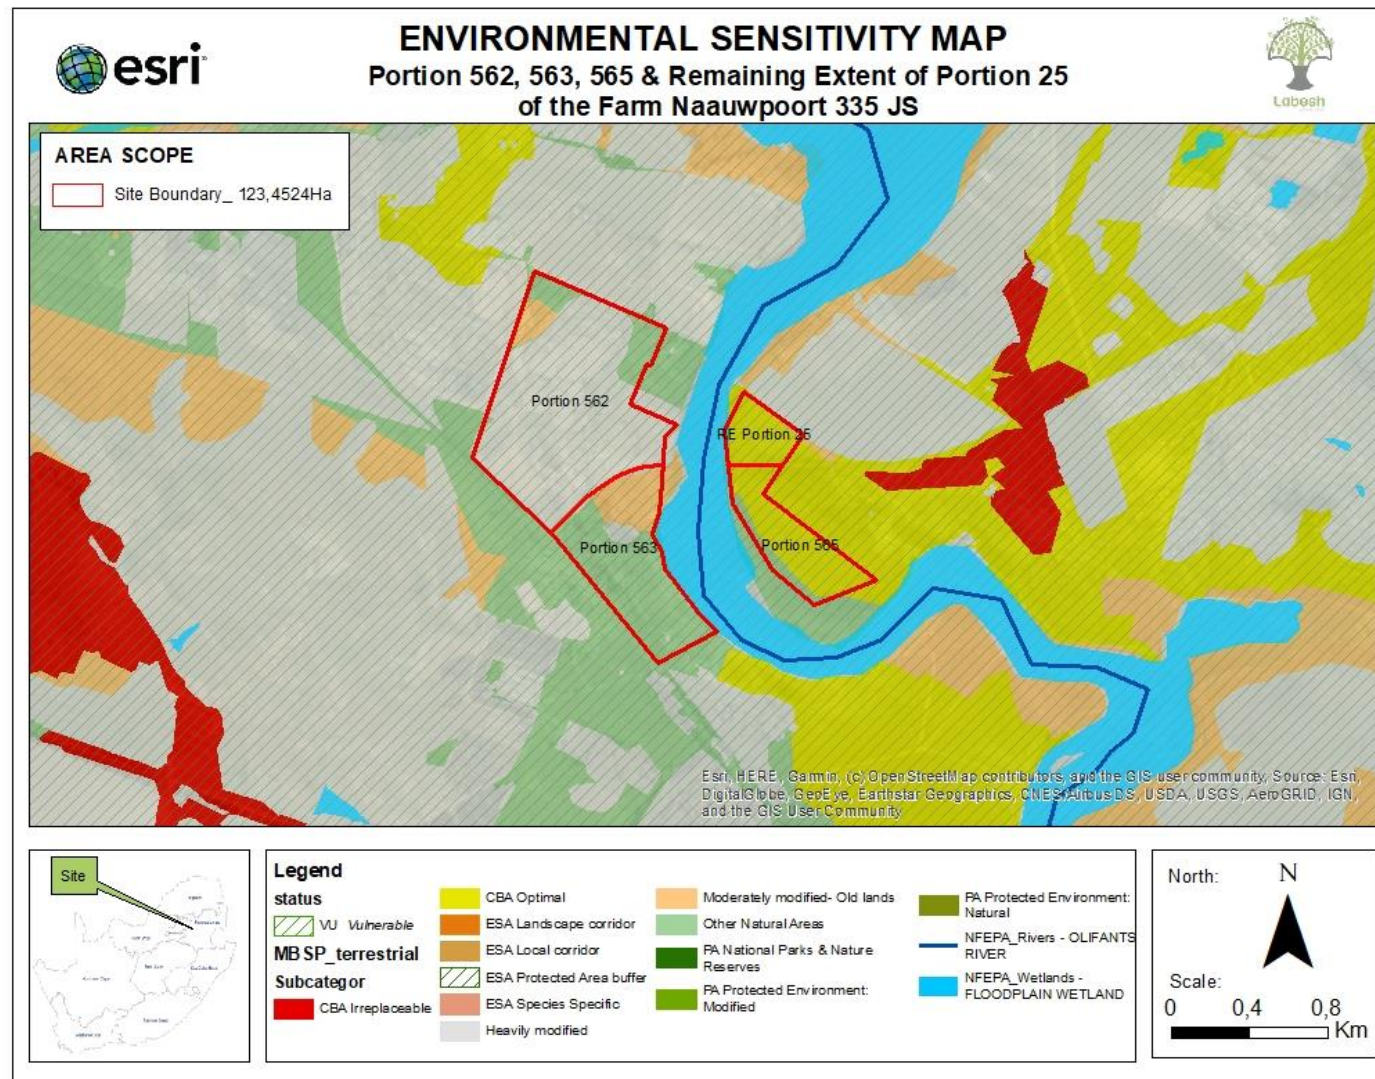 esri
ENVIRONMENTAL SENSITIVITY MAP
Portion 562, 563, 565 & Remaining Extent of Portion 25
of the Farm Naauwpoort 335 JS
Labesh
AREA SCOPE
Site Boundary_ 123,4524Ha
Portion 562
RE Portion 25
Portion 563
Portion 565
Esri, HERE, Garmin, (c) OpenStreetMap contributors, and the GIS user community, Source: Esri,
DigitalGlobe, GeoEye, Earthstar Geographics, CNES/Airbus DS, USDA, USGS, AeroGRID, IGN,
and the GIS User Community
Site
Legend
status
VU Vulnerable
MBSP_terrestrial
Subcategor
CBA Irreplaceable
CBA Optimal
ESA Landscape corridor
ESA Local corridor
ESA Protected Area buffer
ESA Species Specific
Heavily modified
Moderately modified- Old lands
Other Natural Areas
PA National Parks & Nature
Reserves
PA Protected Environment:
Modified
PA Protected Environment:
Natural
NFEPA_Rivers - OLIFANTS
RIVER
NFEPA_Wetlands -
FLOODPLAIN WETLAND
North:
N
Scale:
0 0,4 0,8
Km